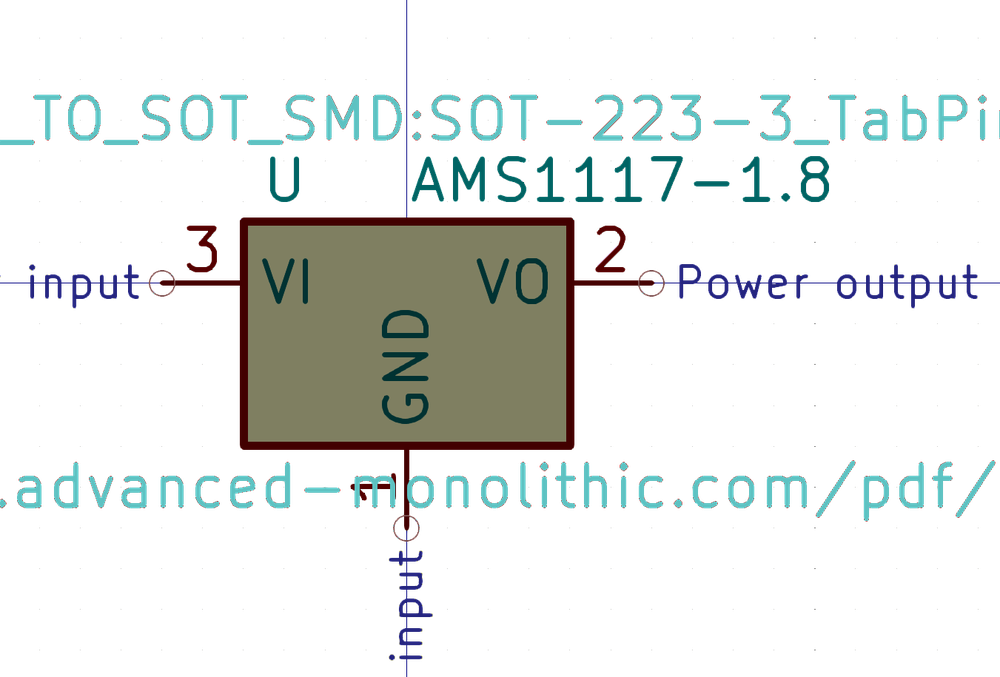 _TO_SOT_SMD:SOT-223-3_TabPi
U AMS1117-1.8
3 2
input VI VO Power output
GND
.advanced-monolithic.com/pdf/
1
input